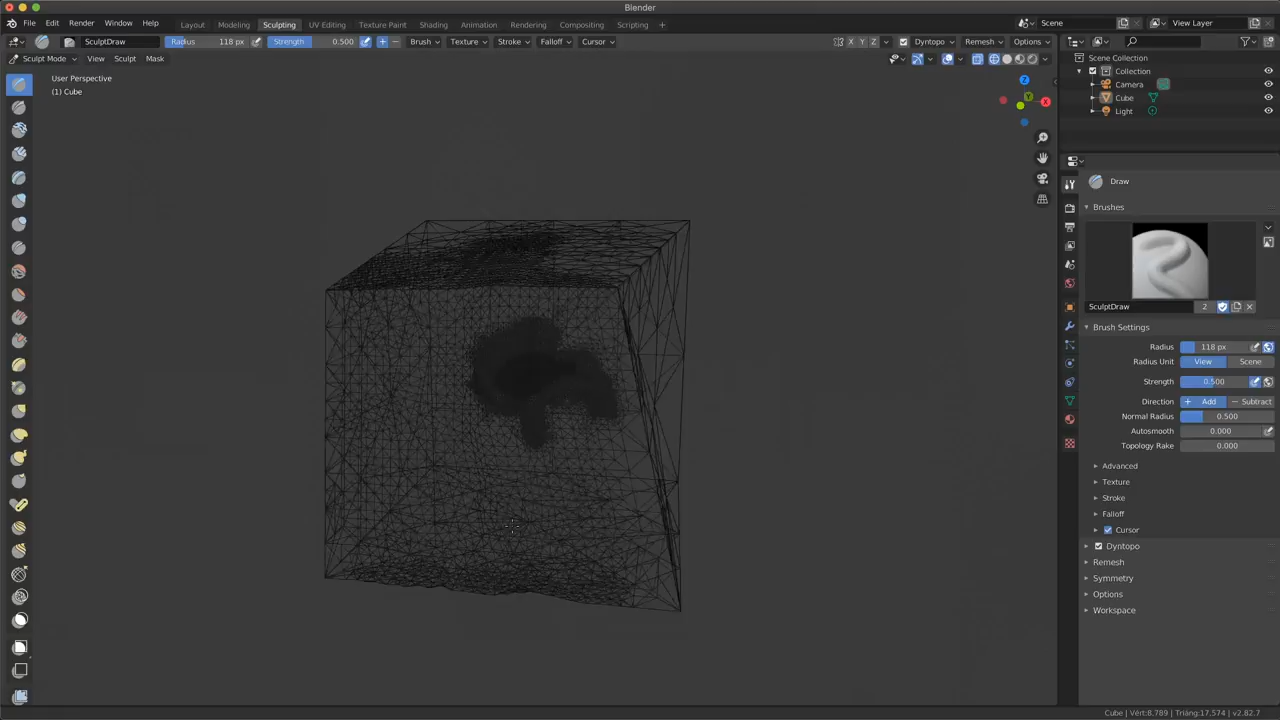 Blender
File Edit Render Window Help
Layout Modeling Sculpting UV Editing Texture Paint Shading Animation Rendering Compositing Scripting +
Scene
View Layer
SculptDraw
Radius 118 px
Strength 0.500
Brush Texture Stroke Falloff Cursor
X Y Z
Dyntopo Remesh Options
Sculpt Mode View Sculpt Mask
User Perspective
(1) Cube
Z
Y
X
Scene Collection
Collection
Camera
Cube
Light
Draw
Brushes
SculptDraw 2
Brush Settings
Radius 118 px
Radius Unit View Scene
Strength 0.500
Direction + Add − Subtract
Normal Radius 0.500
Autosmooth 0.000
Topology Rake 0.000
Advanced
Texture
Stroke
Falloff
Cursor
Dyntopo
Remesh
Symmetry
Options
Workspace
Cube | Vert:8.789 | Triâng:17,574 | v2.82.7